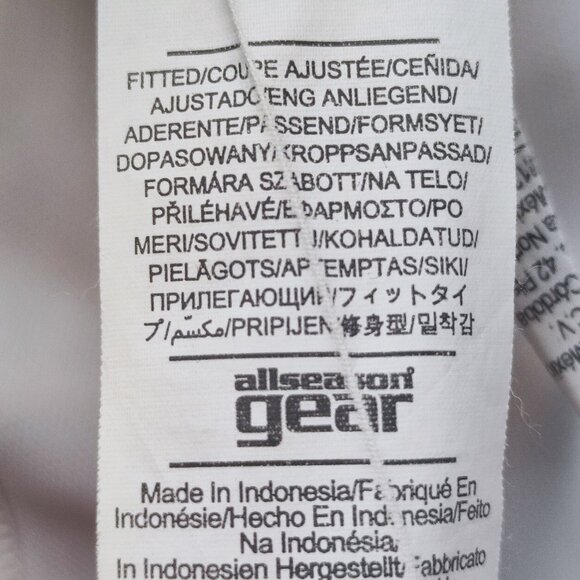 FITTED/COUPE AJUSTÉE/CEÑIDA/
AJUSTADO/ENG ANLIEGEND/
ADERENTE/PASSEND/FORMSYET/
DOPASOWANY/KROPPSANPASSAD/
FORMÁRA SZABOTT/NA TELO/
PŘILÉHAVÉ/ΕΦΑΡΜΟΣΤΟ/PO
MERI/SOVITETTU/KOHALDATUD/
PIELĀGOTS/APTEMPTAS/SIKI/
ПРИЛЕГАЮЩИЙ/フィットタイ
プ/مكسّم/PRIPIJEN/修身型/밀착감
allseason gear
Made In Indonesia/Fabriqué En
Indonésie/Hecho En Indonesia/Feito
Na Indonésia,
In Indonesien Hergestellt/Fabbricato
42
Córdoba
C.V.